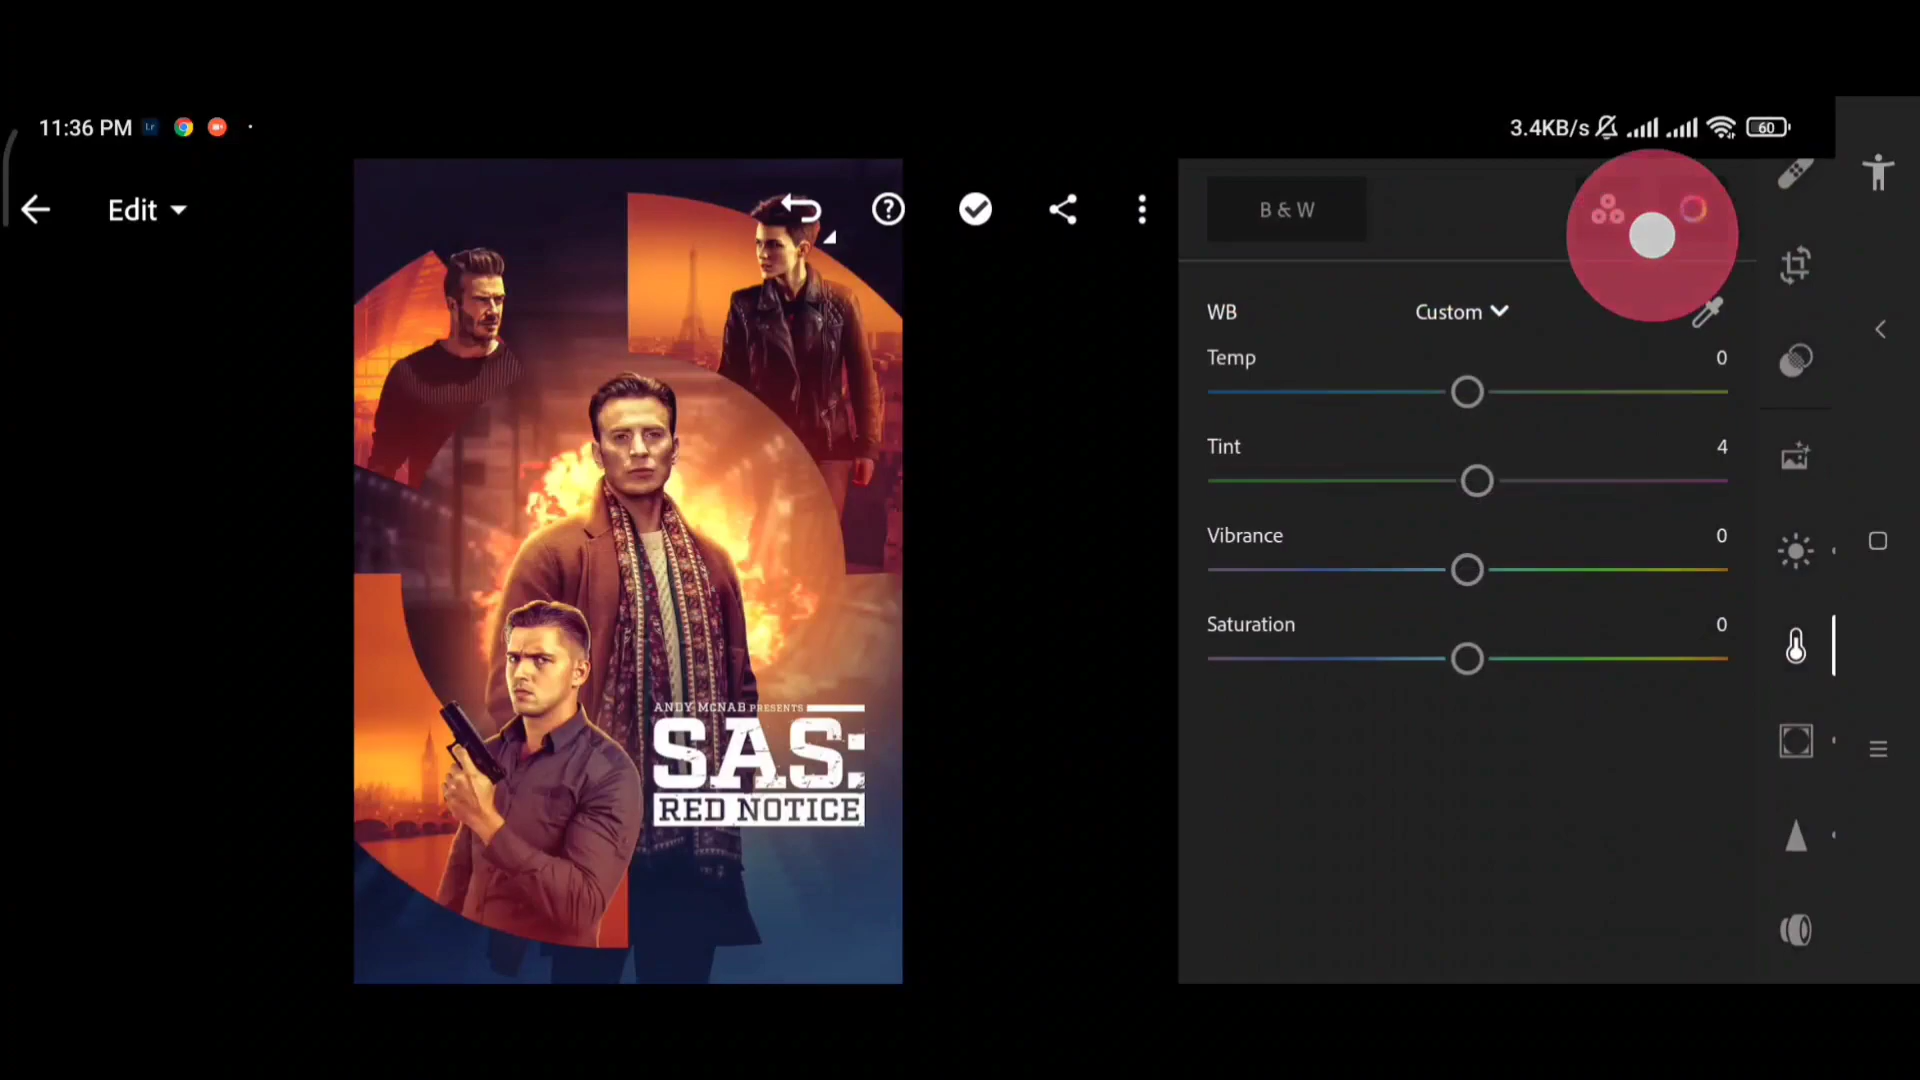 11:36 PM Lr
3.4KB/s 60
Edit
B & W
WB Custom
Temp 0
Tint 4
Vibrance 0
Saturation 0
ANDY MCNAB PRESENTS
SAS:
RED NOTICE